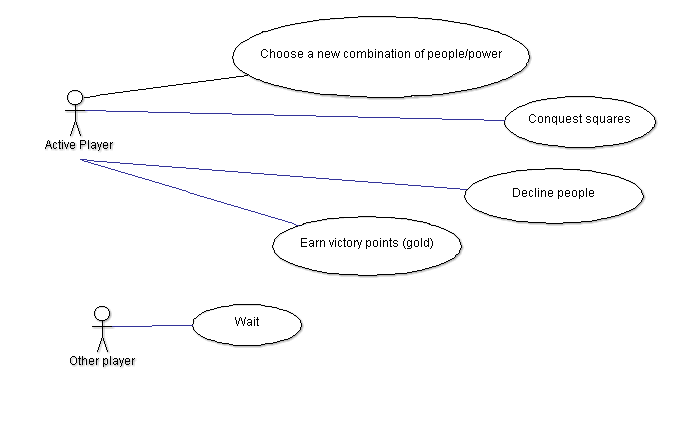 Choose a new combination of people/power
Conquest squares
Active Player
Decline people
Earn victory points (gold)
Wait
Other player